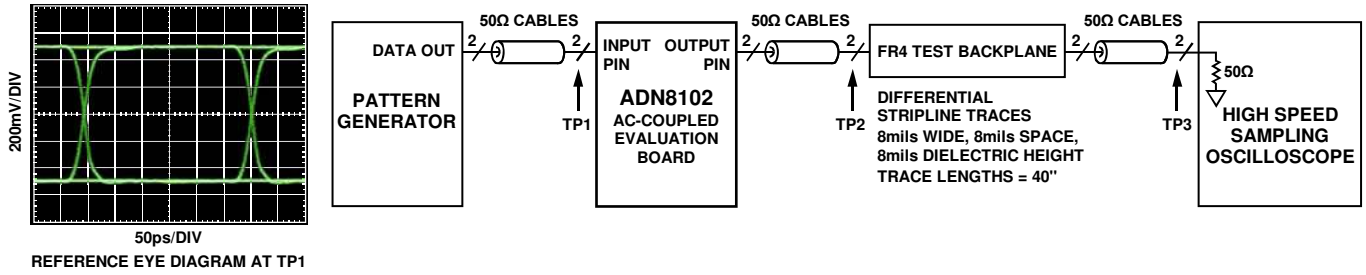 200mV/DIV
50ps/DIV
REFERENCE EYE DIAGRAM AT TP1
DATA OUT
PATTERN
GENERATOR
50Ω CABLES
2
2
TP1
INPUT
PIN
OUTPUT
PIN
ADN8102
AC-COUPLED
EVALUATION
BOARD
50Ω CABLES
2
2
TP2
FR4 TEST BACKPLANE
DIFFERENTIAL
STRIPLINE TRACES
8mils WIDE, 8mils SPACE,
8mils DIELECTRIC HEIGHT
TRACE LENGTHS = 40"
50Ω CABLES
2
2
TP3
50Ω
HIGH SPEED
SAMPLING
OSCILLOSCOPE